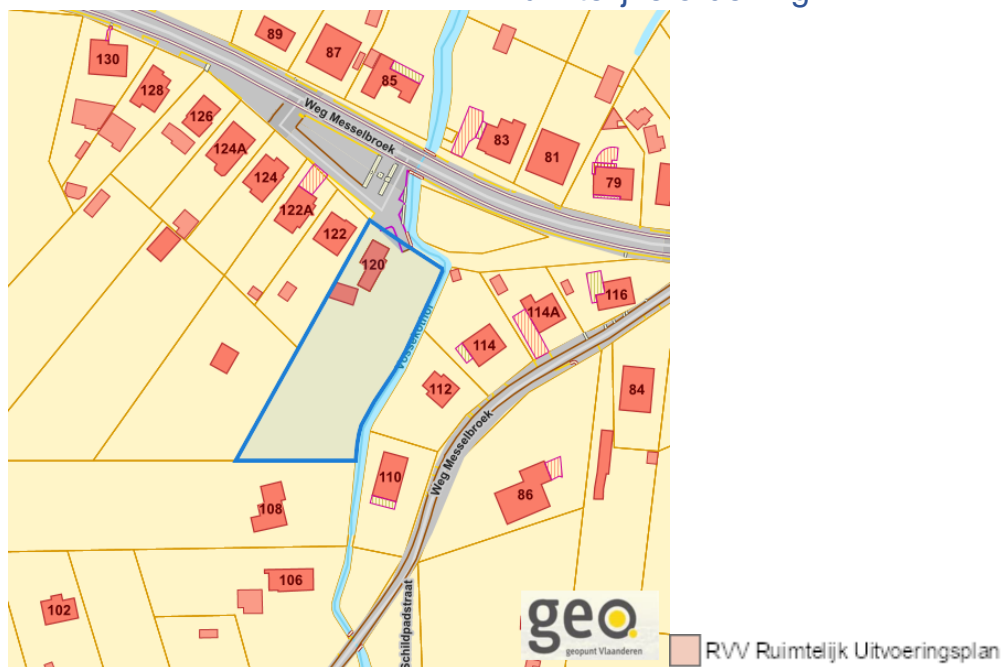 89
87
130
85
128
Weg Messelbroek
126
83
124A
81
124
79
122A
122
120
116
114A
Vossekothof
114
112
84
Weg Messelbroek
110
86
108
106
102
Schildpadstraat
geo.
geopunt Vlaanderen
RVV Ruimtelijk Uitvoeringsplan